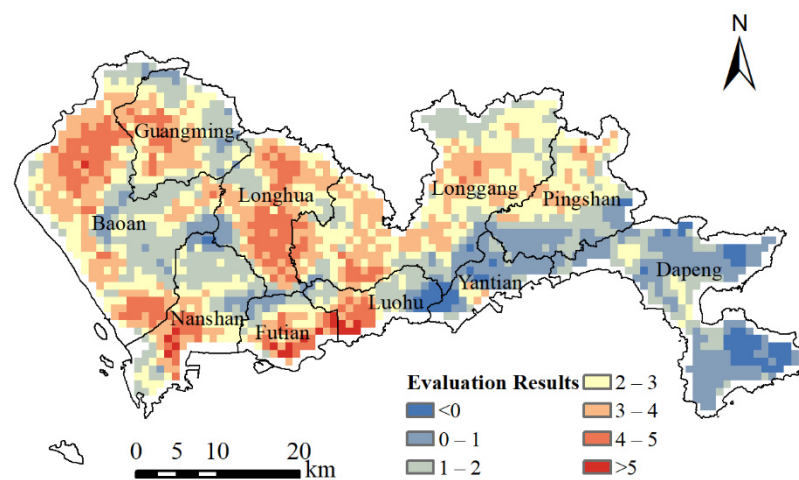 N
Guangming
Longhua
Longgang
Pingshan
Baoan
Dapeng
Yantian
Luohu
Nanshan
Futian
Evaluation Results
<0
0 – 1
1 – 2
2 – 3
3 – 4
4 – 5
>5
0 5 10 20
km